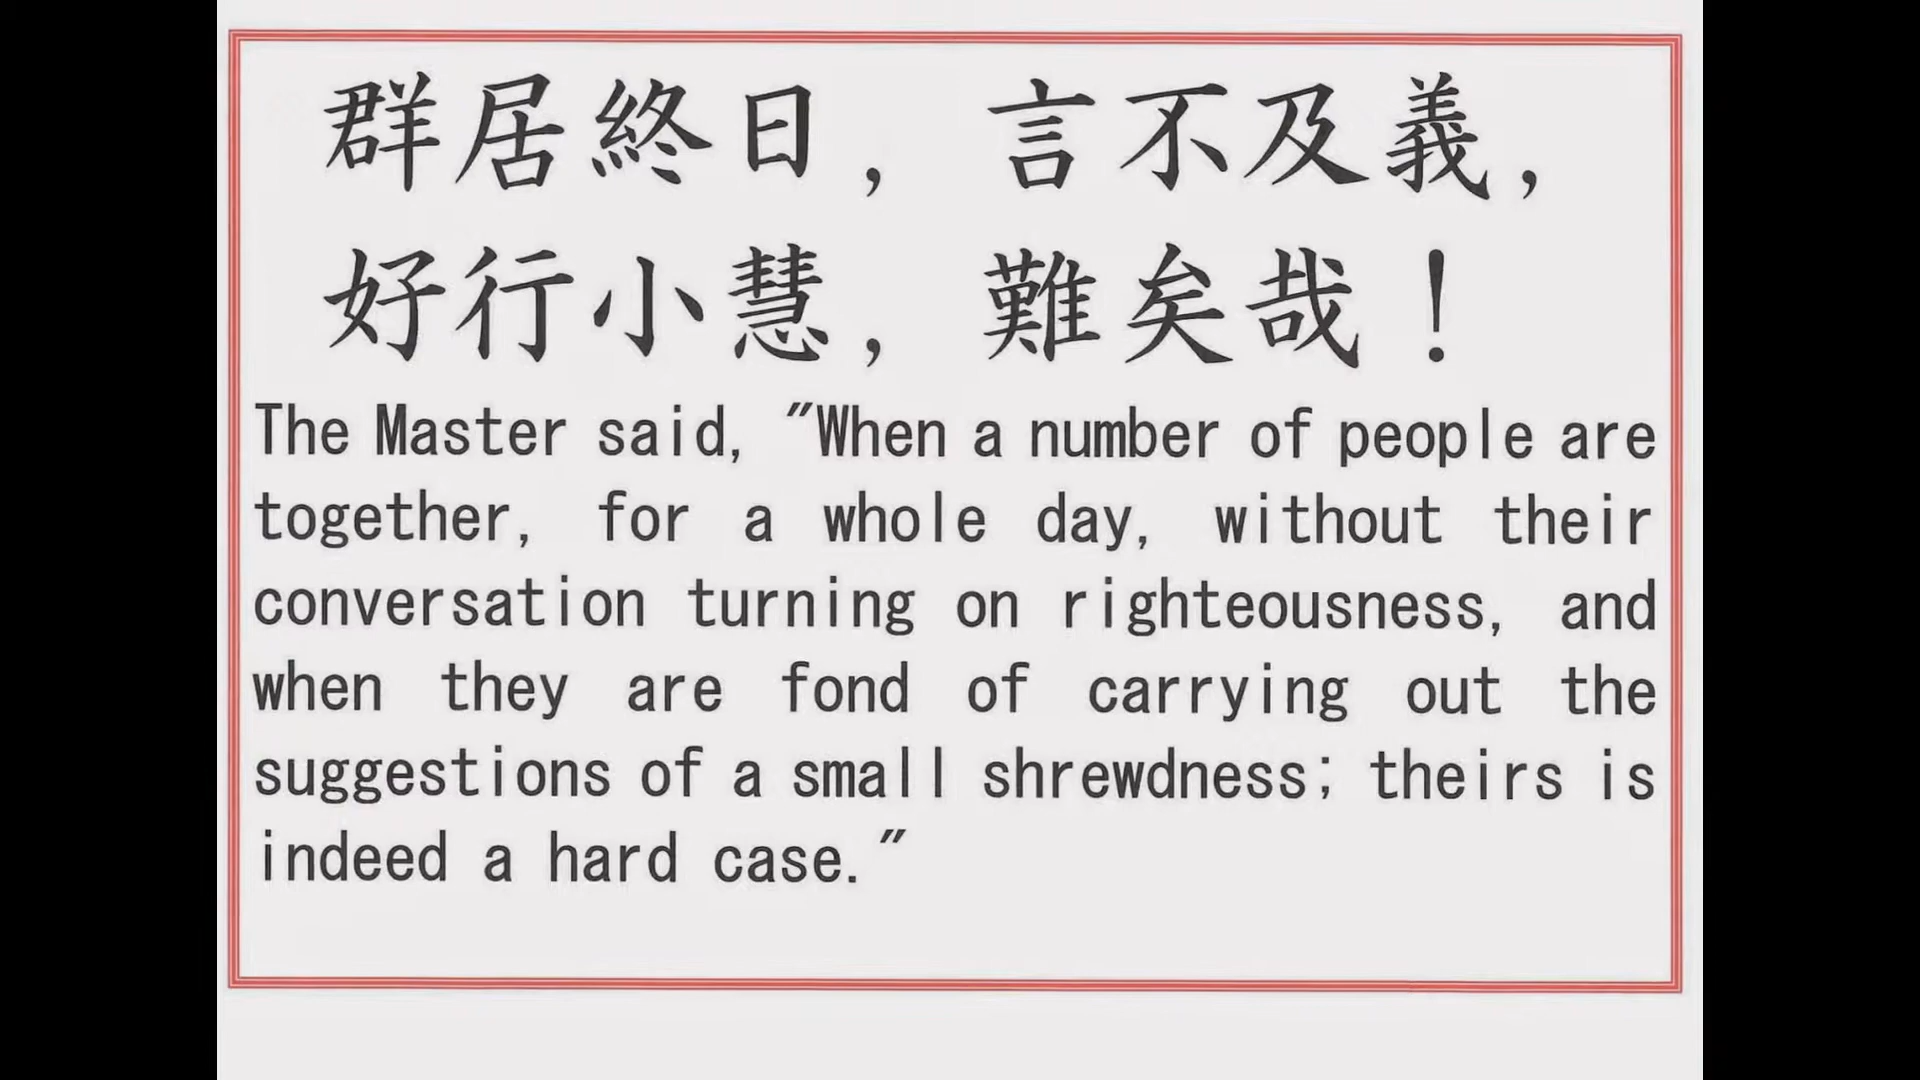 群居終日, 言不及義,
好行小慧, 難矣哉!
The Master said, "When a number of people are
together, for a whole day, without their
conversation turning on righteousness, and
when they are fond of carrying out the
suggestions of a small shrewdness; theirs is
indeed a hard case."